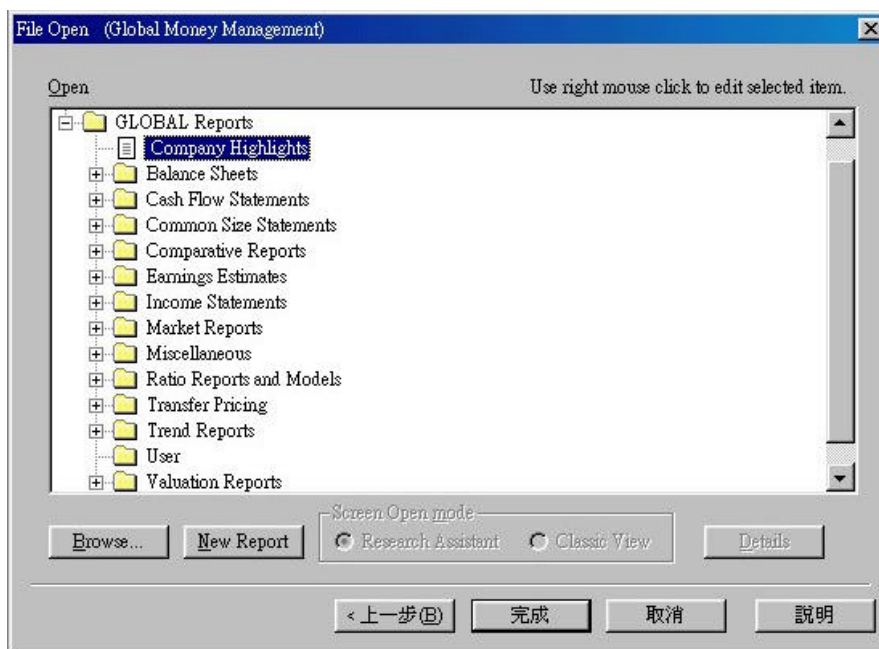 File Open (Global Money Management)
Open
Use right mouse click to edit selected item.
GLOBAL Reports
Company Highlights
Balance Sheets
Cash Flow Statements
Common Size Statements
Comparative Reports
Earnings Estimates
Income Statements
Market Reports
Miscellaneous
Ratio Reports and Models
Transfer Pricing
Trend Reports
User
Valuation Reports
Screen Open mode
Browse... New Report Research Assistant Classic View Details
<上一步(B) 完成 取消 說明